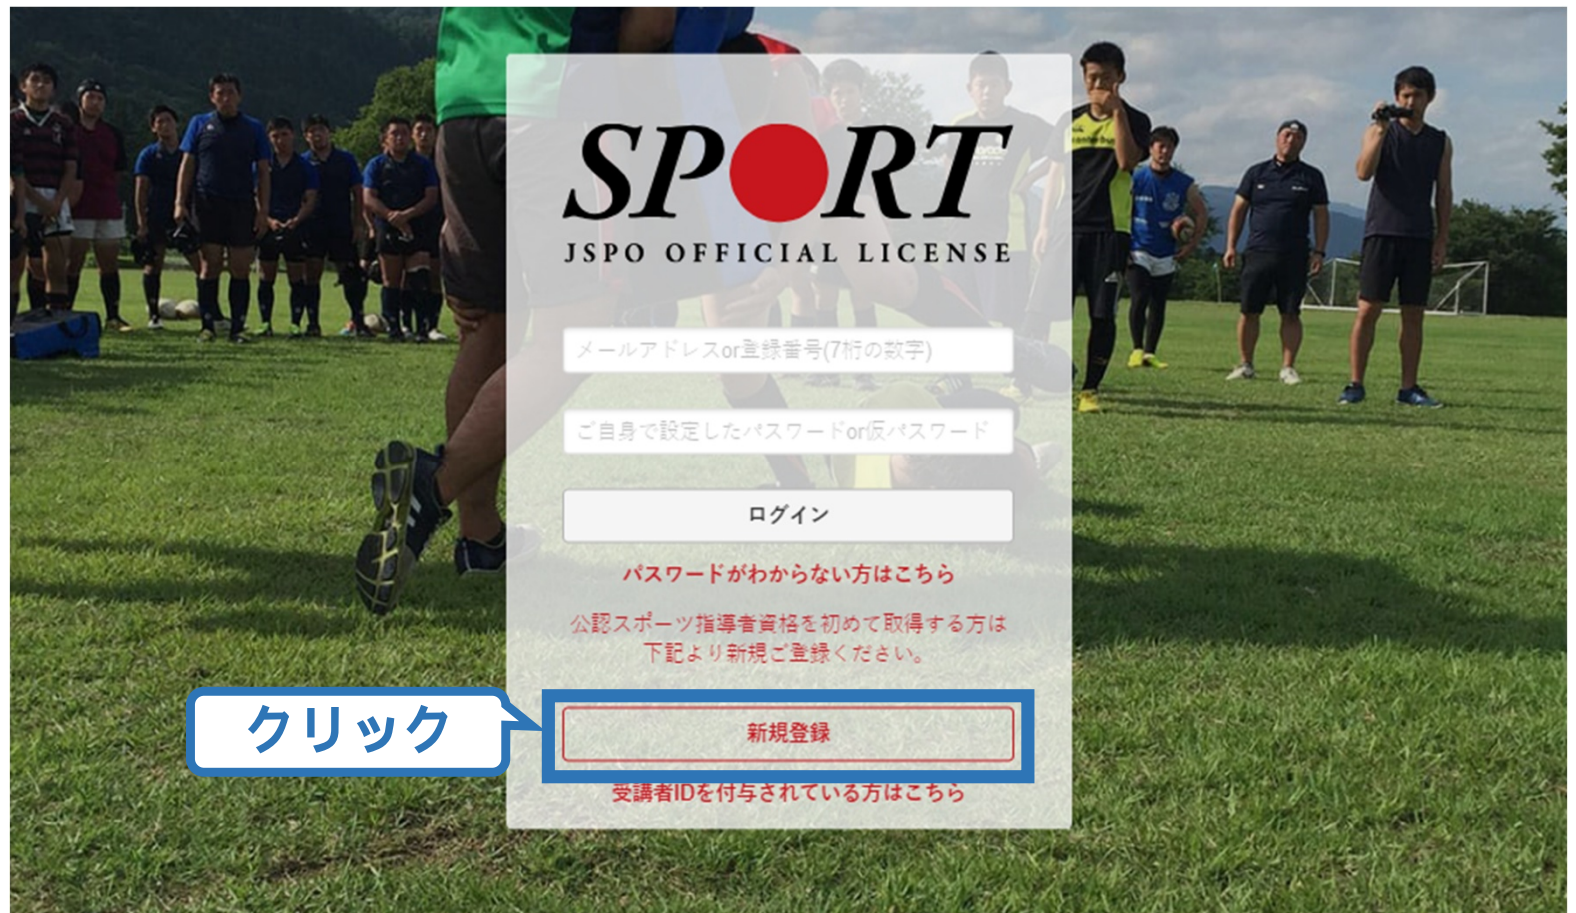 SPORT
JSPO OFFICIAL LICENSE
メールアドレスor登録番号(7桁の数字)
ご自身で設定したパスワードor仮パスワード
ログイン
パスワードがわからない方はこちら
公認スポーツ指導者資格を初めて取得する方は
下記より新規ご登録ください。
クリック
新規登録
受講者IDを付与されている方はこちら